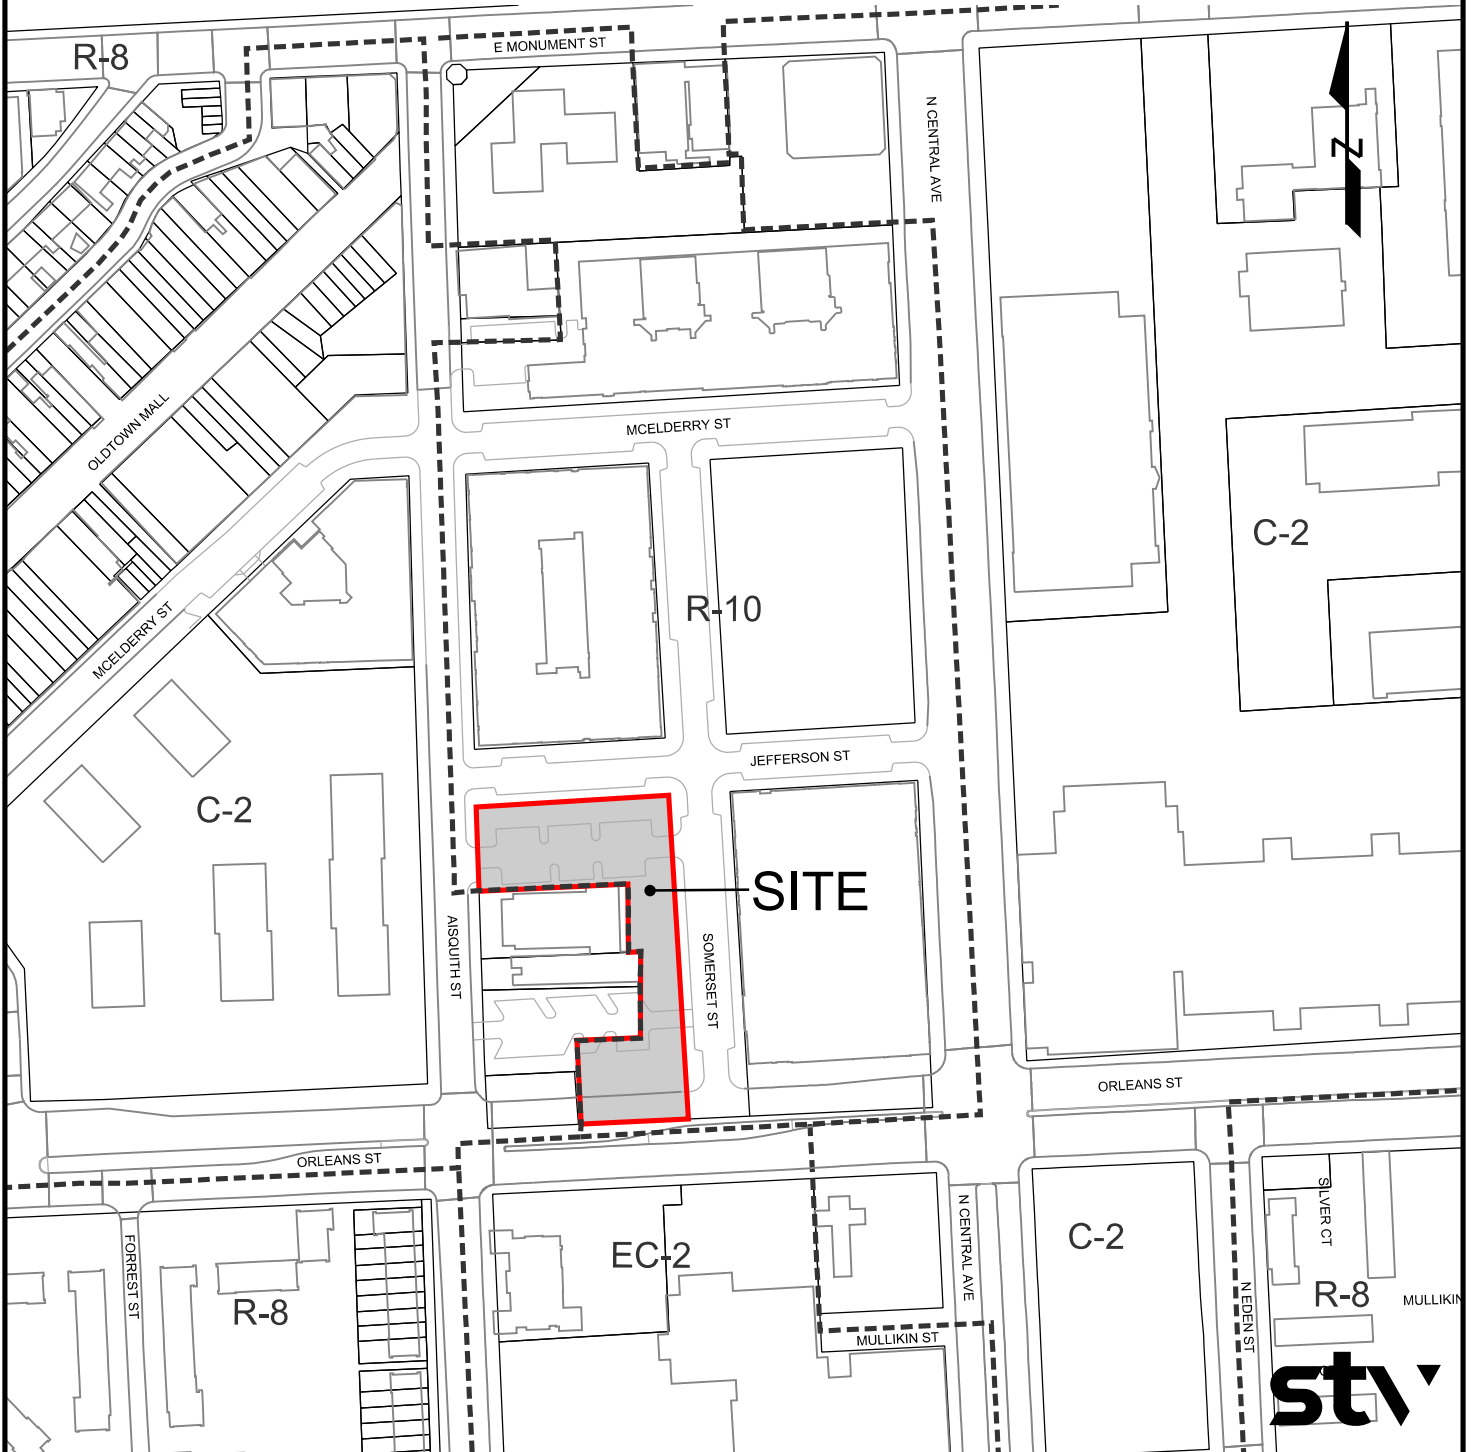 E MONUMENT ST
R-8
N CENTRAL AVE
N
OLDTOWN MALL
MCELDERRY ST
C-2
R-10
MCELDERRY ST
JEFFERSON ST
C-2
SITE
AISQUITH ST
SOMERSET ST
ORLEANS ST
ORLEANS ST
SILVER CT
N CENTRAL AVE
FORREST ST
EC-2
C-2
R-8
N EDEN ST
R-8
MULLIKIN
MULLIKIN ST
stv